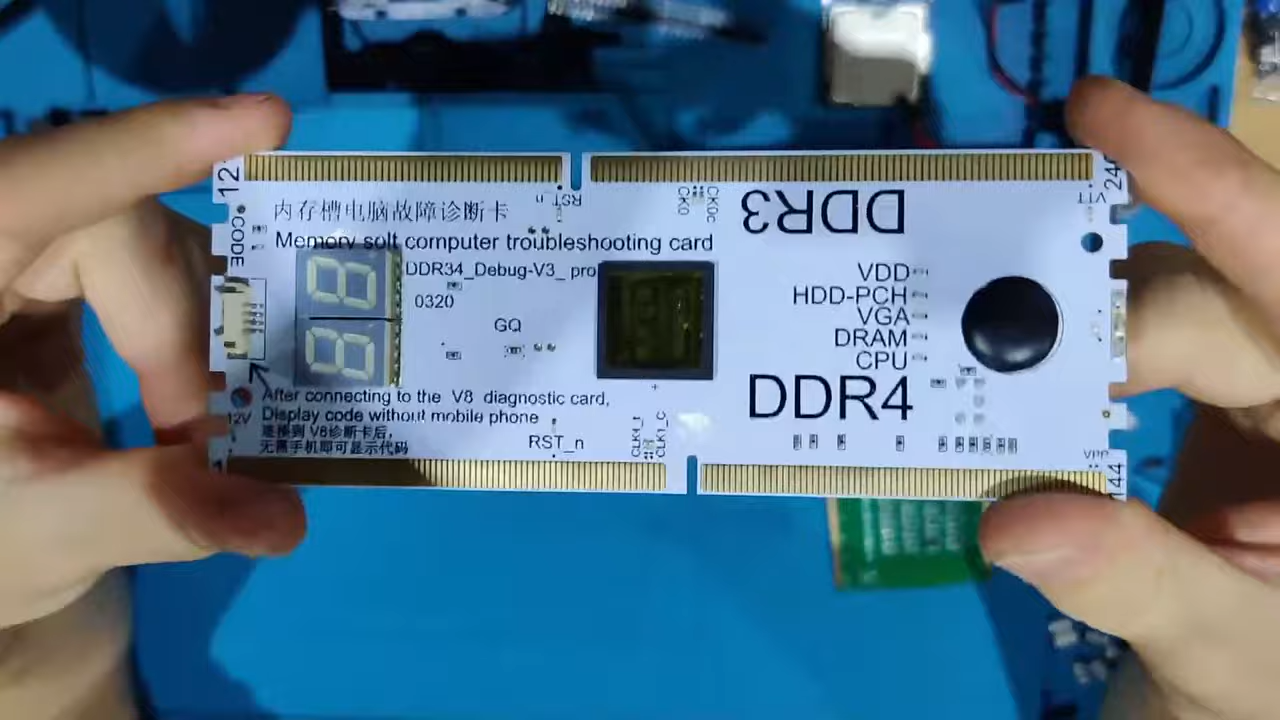 内存槽电脑故障诊断卡
Memory solt computer troubleshooting card
DDR34_Debug-V3_ pro
0320
GQ
CODE
12V
RST_n
CK0
CK0c
DDR3
VTT
VDD
HDD-PCH
VGA
DRAM
CPU
DDR4
After connecting to the V8 diagnostic card,
Display code without mobile phone
连接到 V8诊断卡后,
无需手机即可显示代码
RST_n
CLK4_t
CLK1_c
VPP
144